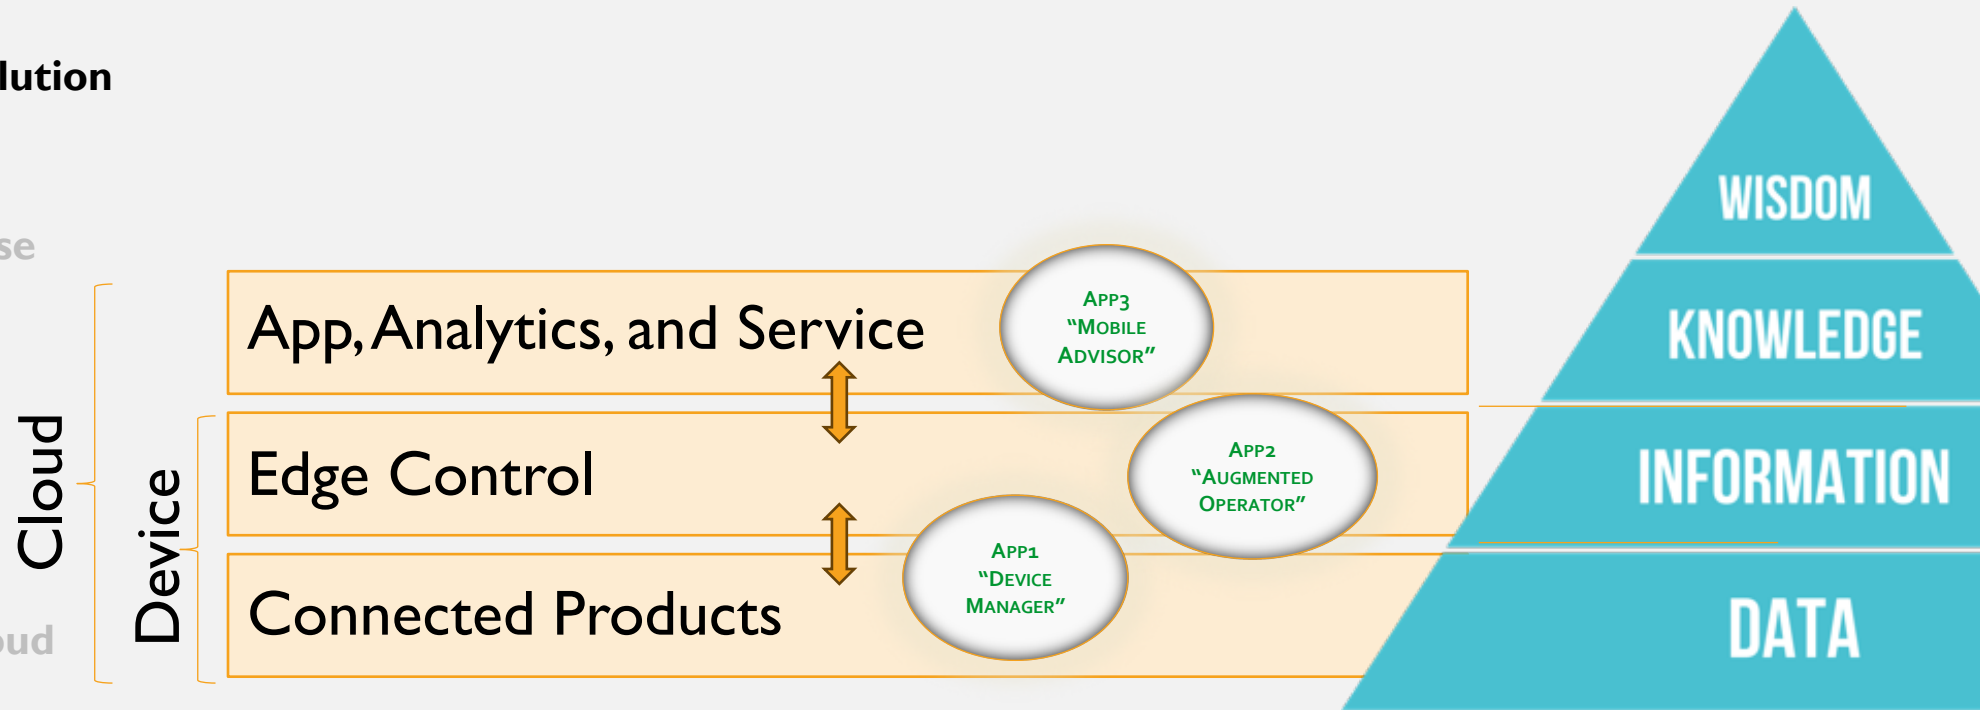 lution
se
oud
Cloud
Device
App, Analytics, and Service
Edge Control
Connected Products
App3
“Mobile
Advisor”
App2
“Augmented
Operator”
App1
“Device
Manager”
WISDOM
KNOWLEDGE
INFORMATION
DATA